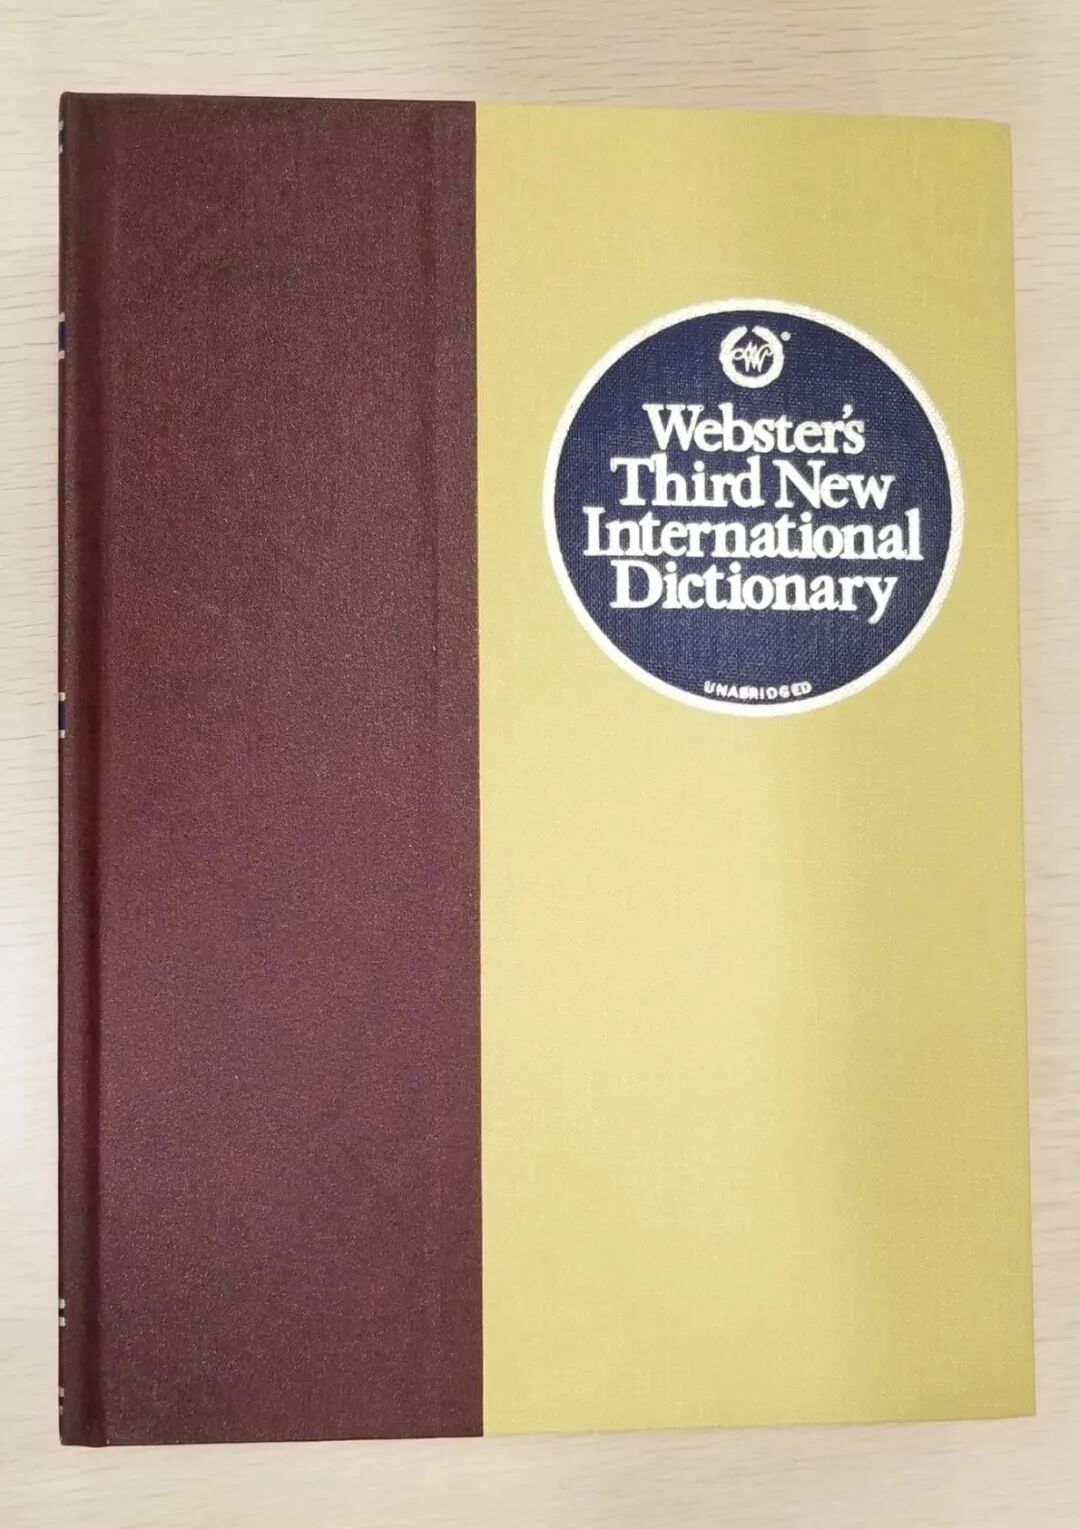 Webster's
Third New
International
Dictionary
UNABRIDGED